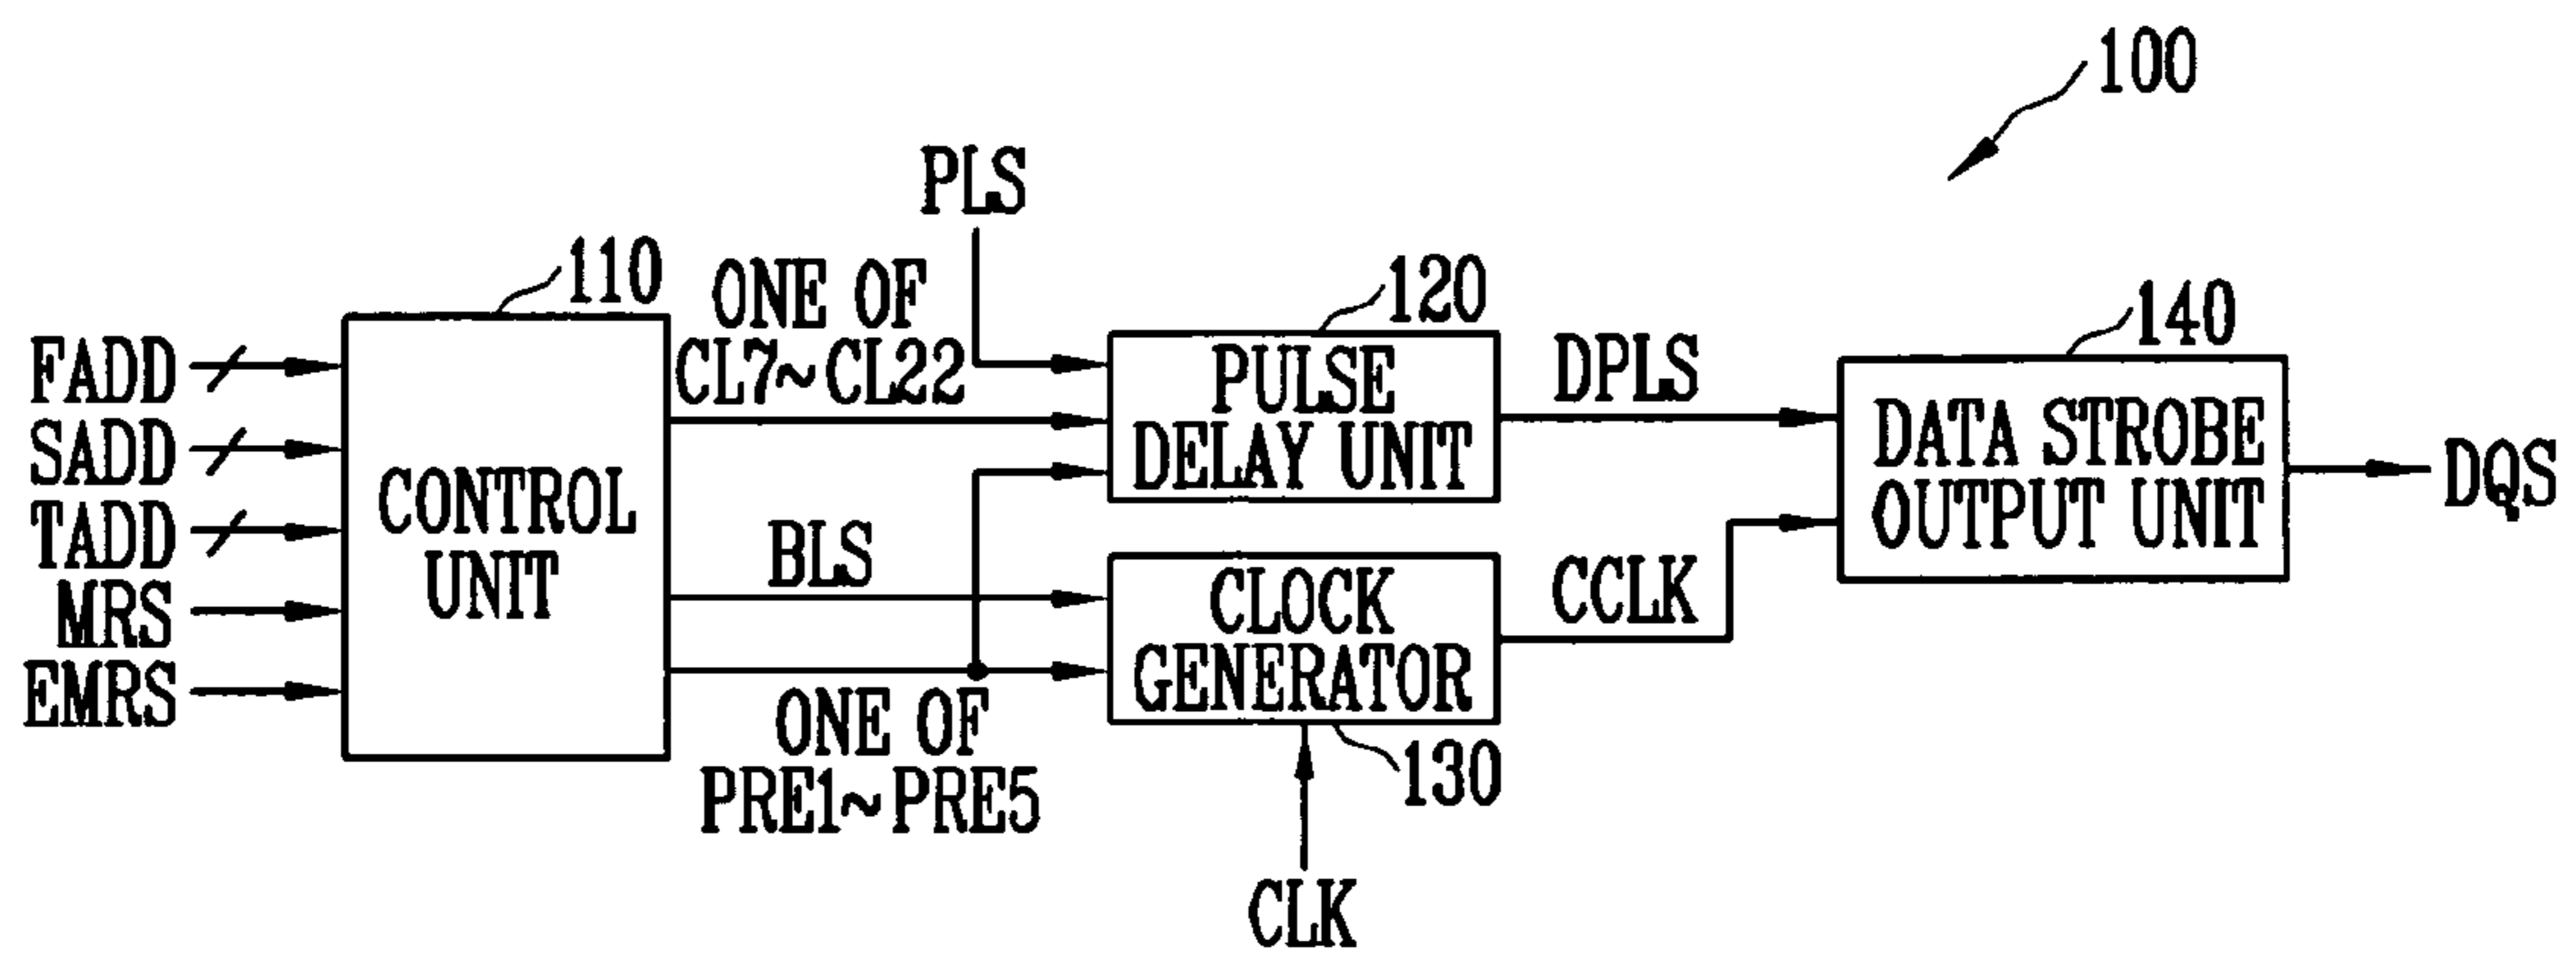 100
PLS
110
ONE OF
CL7~CL22
120
140
FADD
SADD
TADD
MRS
EMRS
CONTROL
UNIT
PULSE
DELAY UNIT
DPLS
DATA STROBE
OUTPUT UNIT
DQS
BLS
CLOCK
GENERATOR
CCLK
ONE OF
PRE1~PRE5
130
CLK